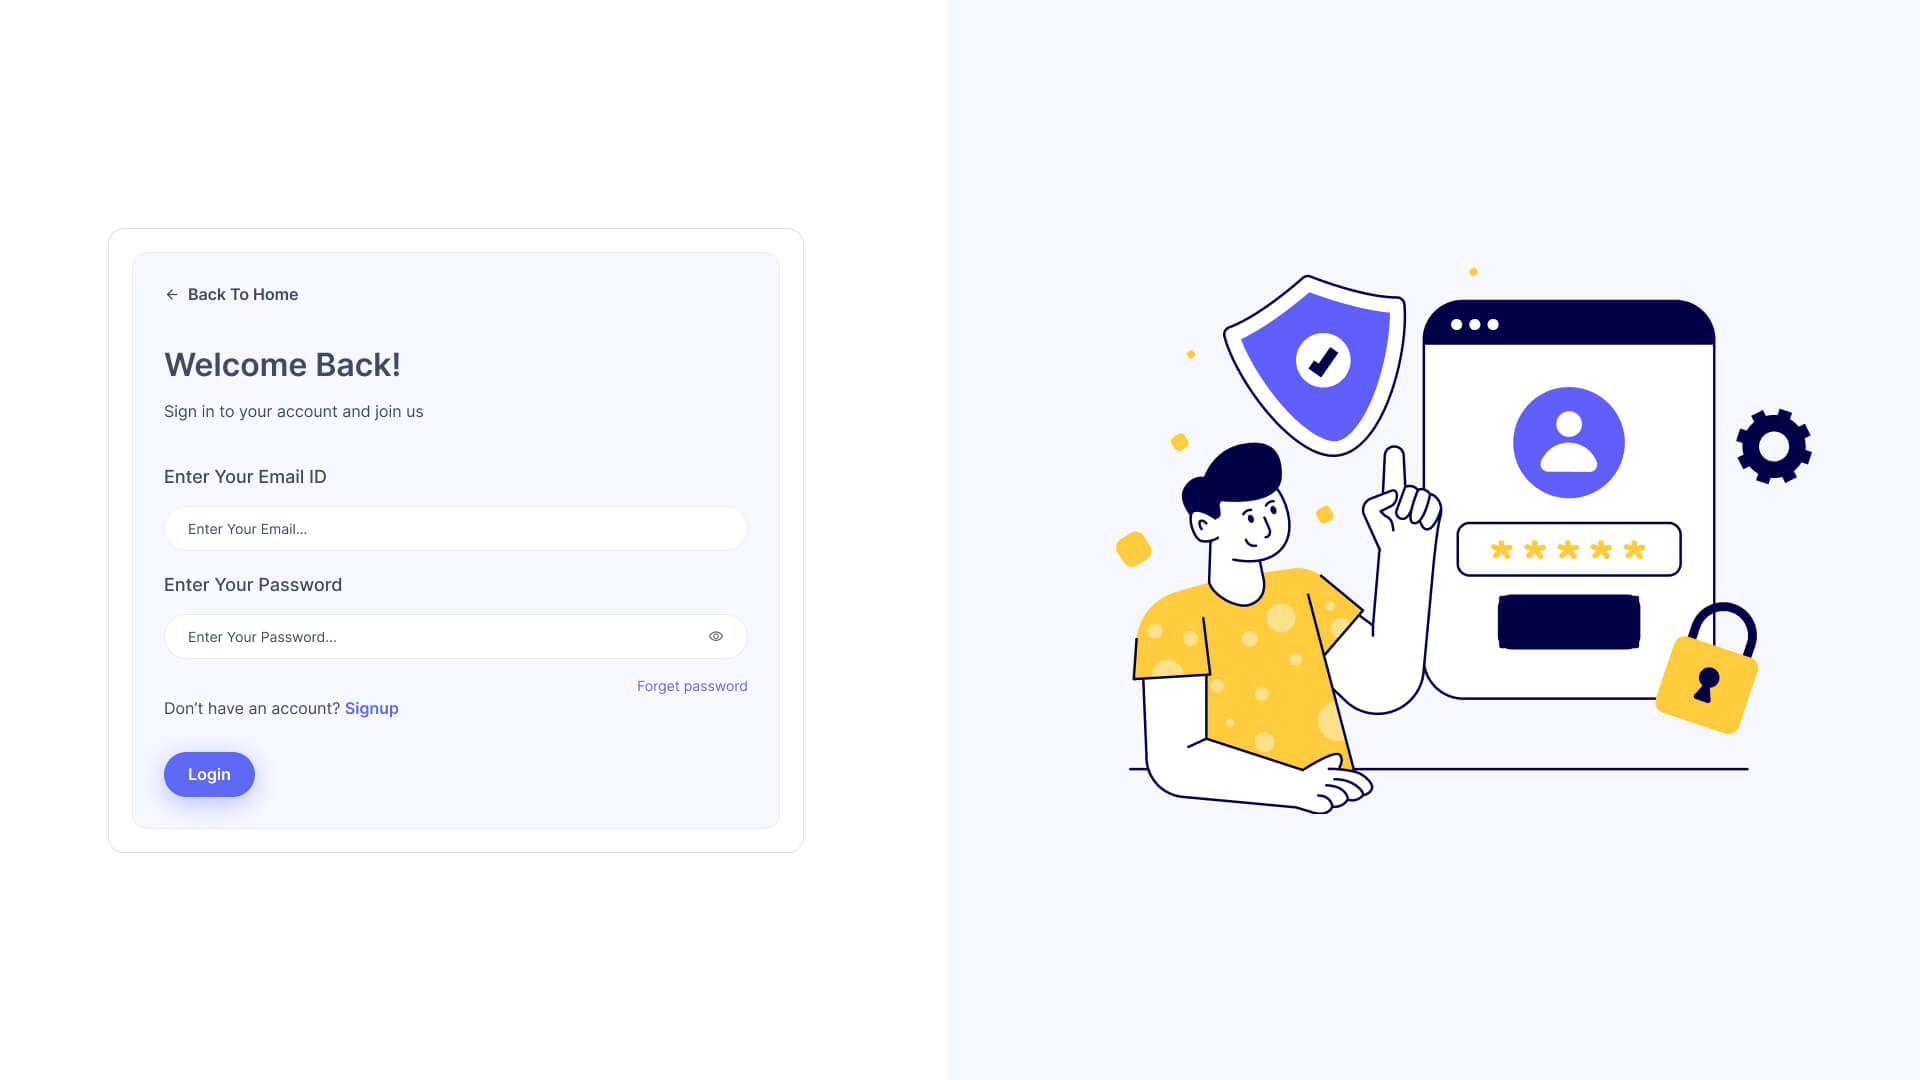 Back To Home
Welcome Back!
Sign in to your account and join us
Enter Your Email ID
Enter Your Email...
Enter Your Password
Enter Your Password...
Forget password
Don’t have an account? Signup
Login